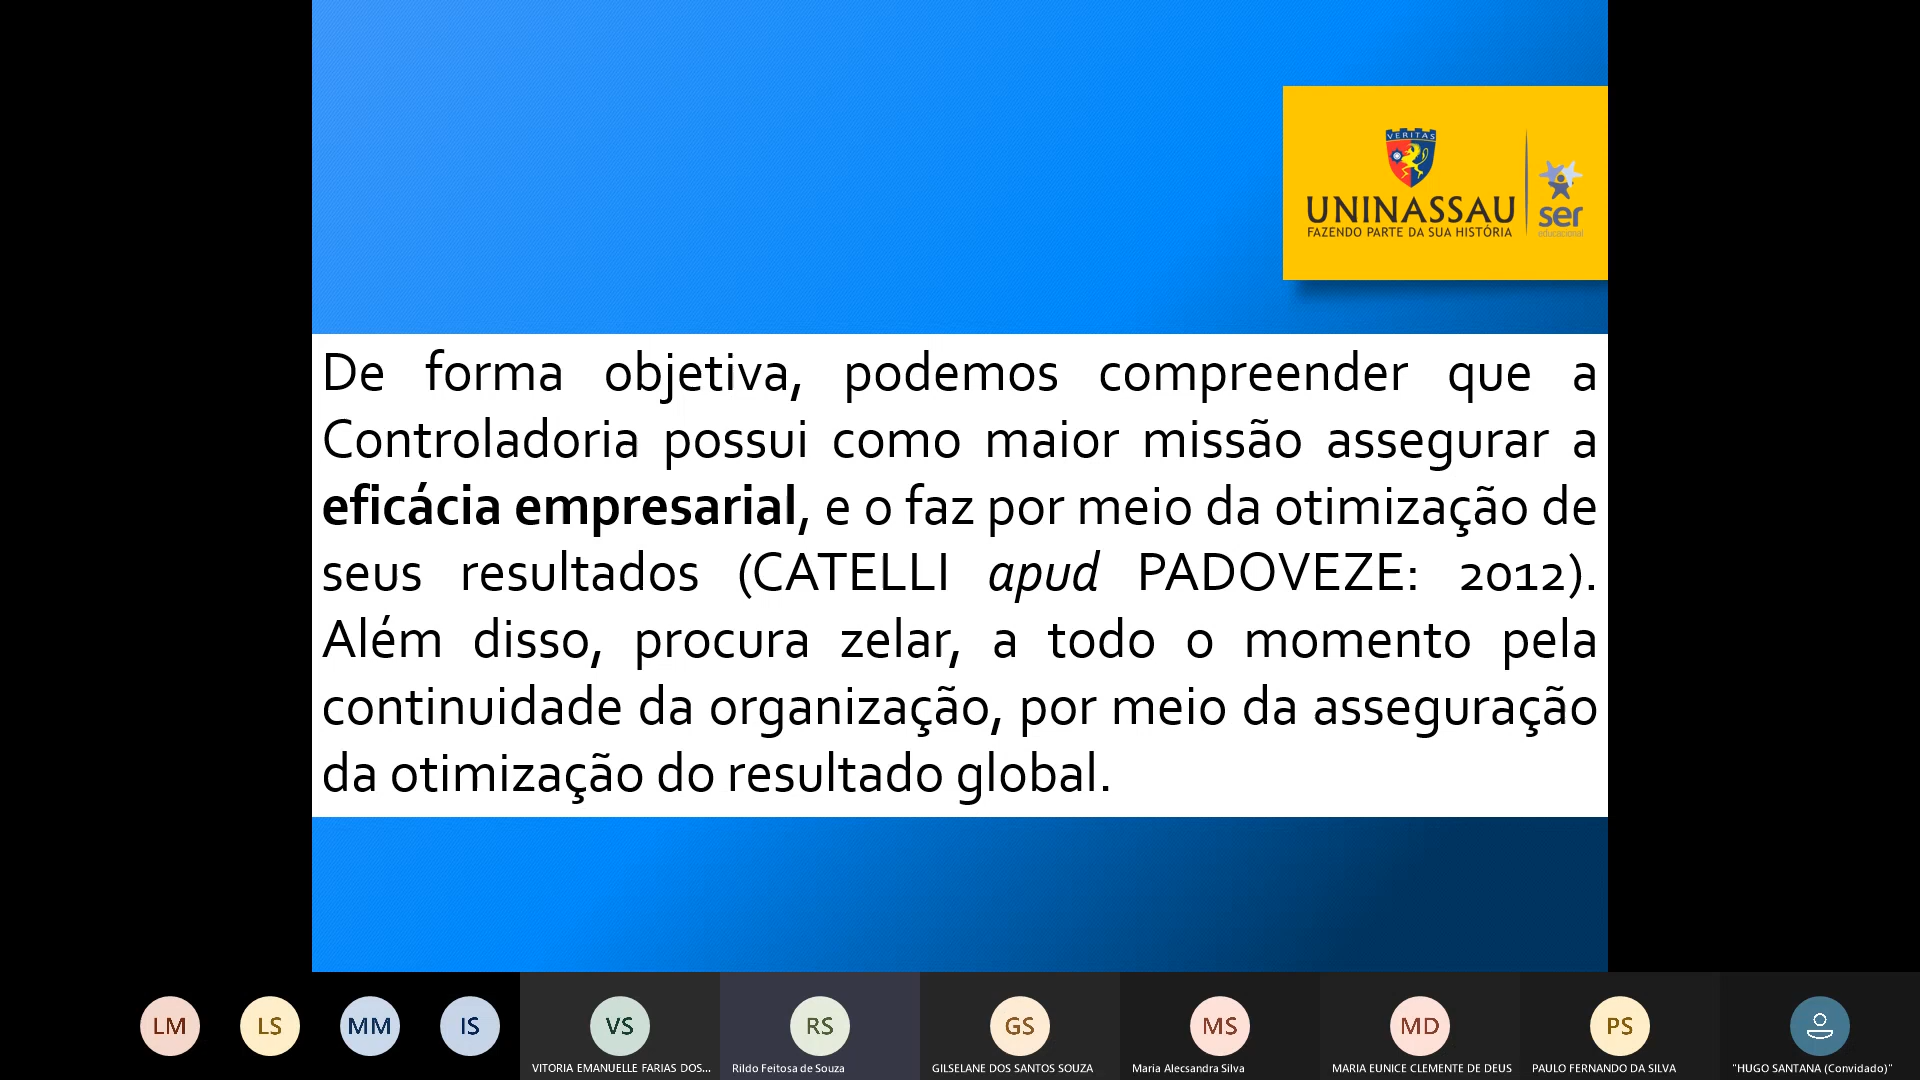 VERITAS
UNINASSAU
FAZENDO PARTE DA SUA HISTÓRIA
ser
educacional
De forma objetiva, podemos compreender que a
Controladoria possui como maior missão assegurar a
eficácia empresarial, e o faz por meio da otimização de
seus resultados (CATELLI apud PADOVEZE: 2012).
Além disso, procura zelar, a todo o momento pela
continuidade da organização, por meio da asseguração
da otimização do resultado global.
LM LS MM IS VS RS GS MS MD PS
VITORIA EMANUELLE FARIAS DOS... Rildo Feitosa de Souza GILSELANE DOS SANTOS SOUZA Maria Alecsandra Silva MARIA EUNICE CLEMENTE DE DEUS PAULO FERNANDO DA SILVA "HUGO SANTANA (Convidado)"